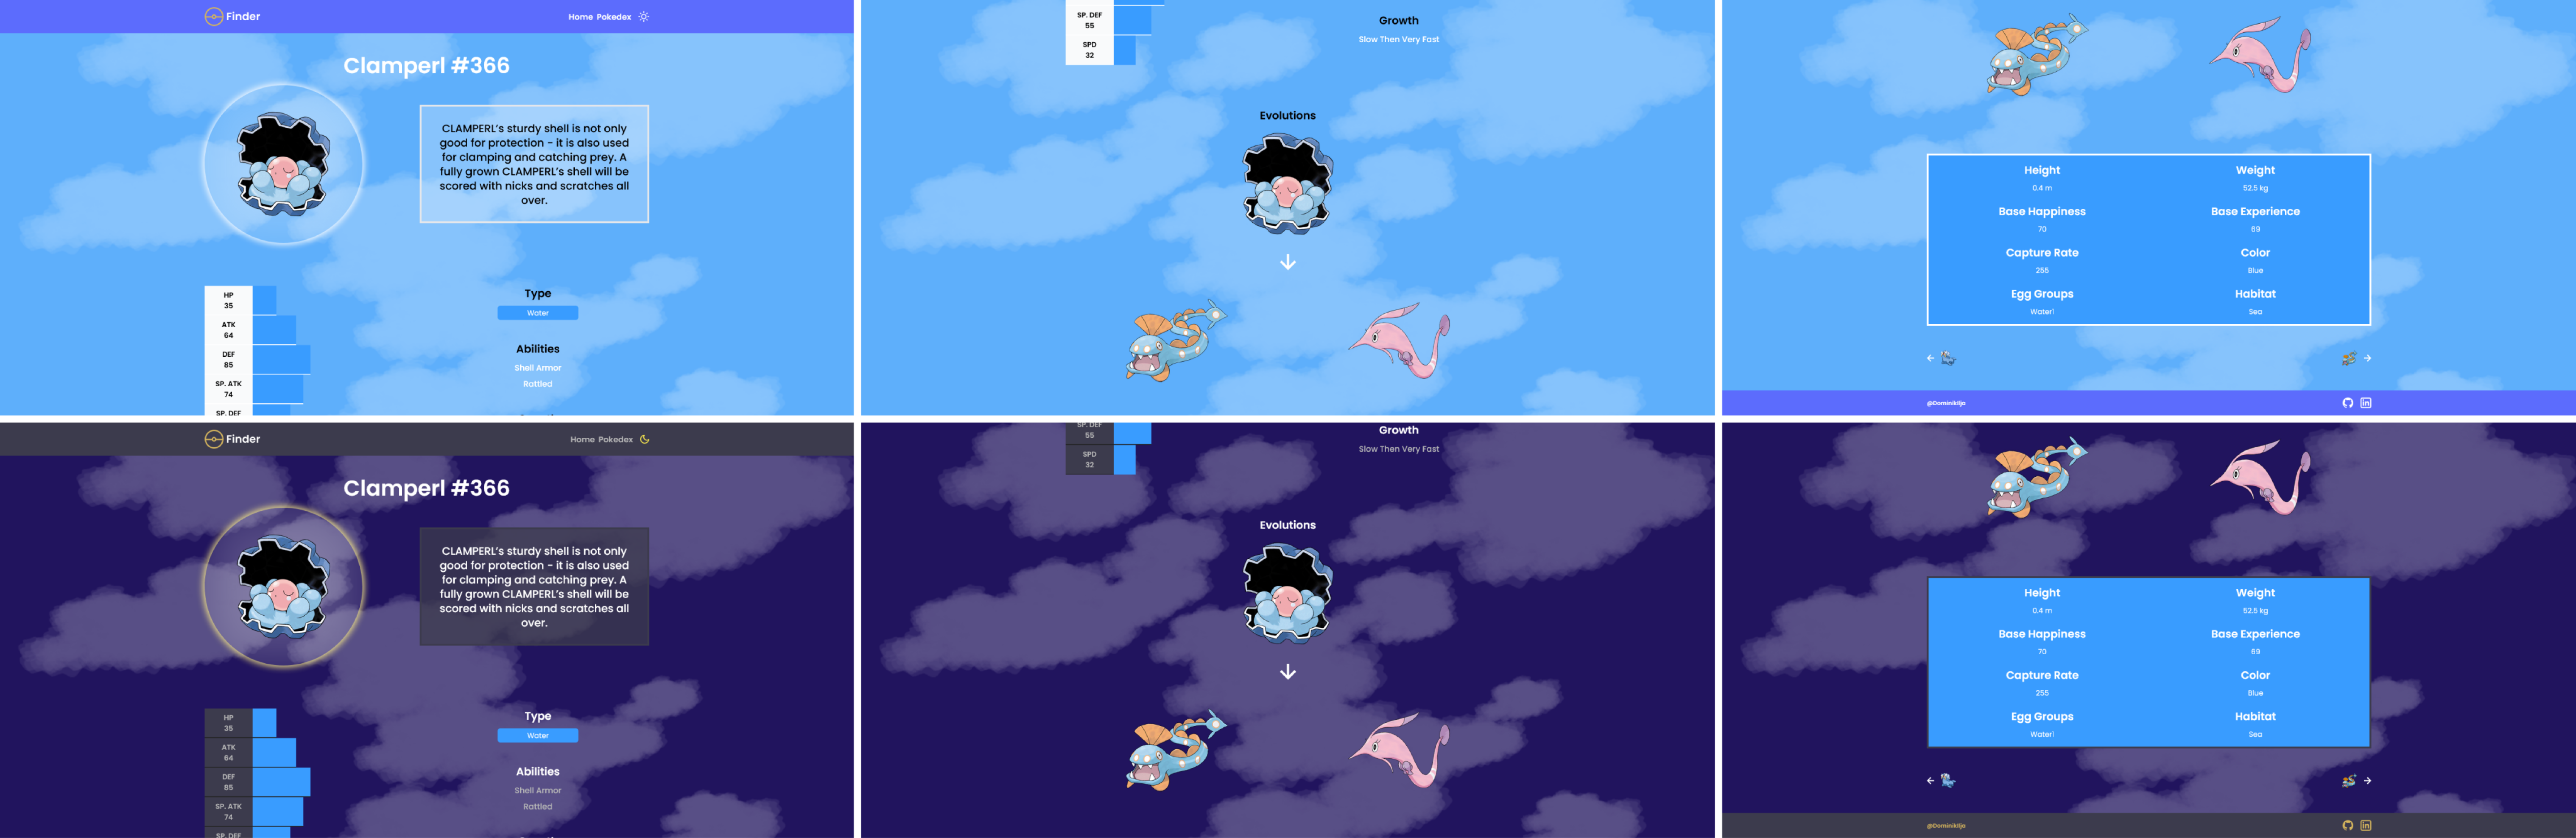 Finder
Home Pokedex
Clamperl #366
CLAMPERL's sturdy shell is not only
good for protection - it is also used
for clamping and catching prey. A
fully grown CLAMPERL's shell will be
scored with nicks and scratches all
over.
HP
35
ATK
64
DEF
85
SP. ATK
74
SP. DEF
Type
Water
Abilities
Shell Armor
Rattled
SP. DEF
55
SPD
32
Growth
Slow Then Very Fast
Evolutions
Height
0.4 m
Weight
52.5 kg
Base Happiness
70
Base Experience
69
Capture Rate
255
Color
Blue
Egg Groups
Water1
Habitat
Sea
@DominikIljo
in
Finder
Home Pokedex
Clamperl #366
CLAMPERL's sturdy shell is not only
good for protection - it is also used
for clamping and catching prey. A
fully grown CLAMPERL's shell will be
scored with nicks and scratches all
over.
HP
35
ATK
64
DEF
85
SP. ATK
74
SP. DEF
Type
Water
Abilities
Shell Armor
Rattled
SP. DEF
55
SPD
32
Growth
Slow Then Very Fast
Evolutions
Height
0.4 m
Weight
52.5 kg
Base Happiness
70
Base Experience
69
Capture Rate
255
Color
Blue
Egg Groups
Water1
Habitat
Sea
@DominikIljo
in